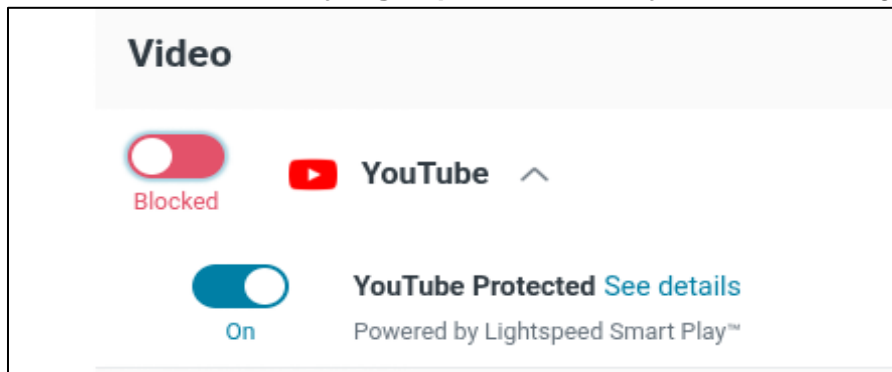 Video
YouTube
Blocked
YouTube Protected See details
On
Powered by Lightspeed Smart Play™